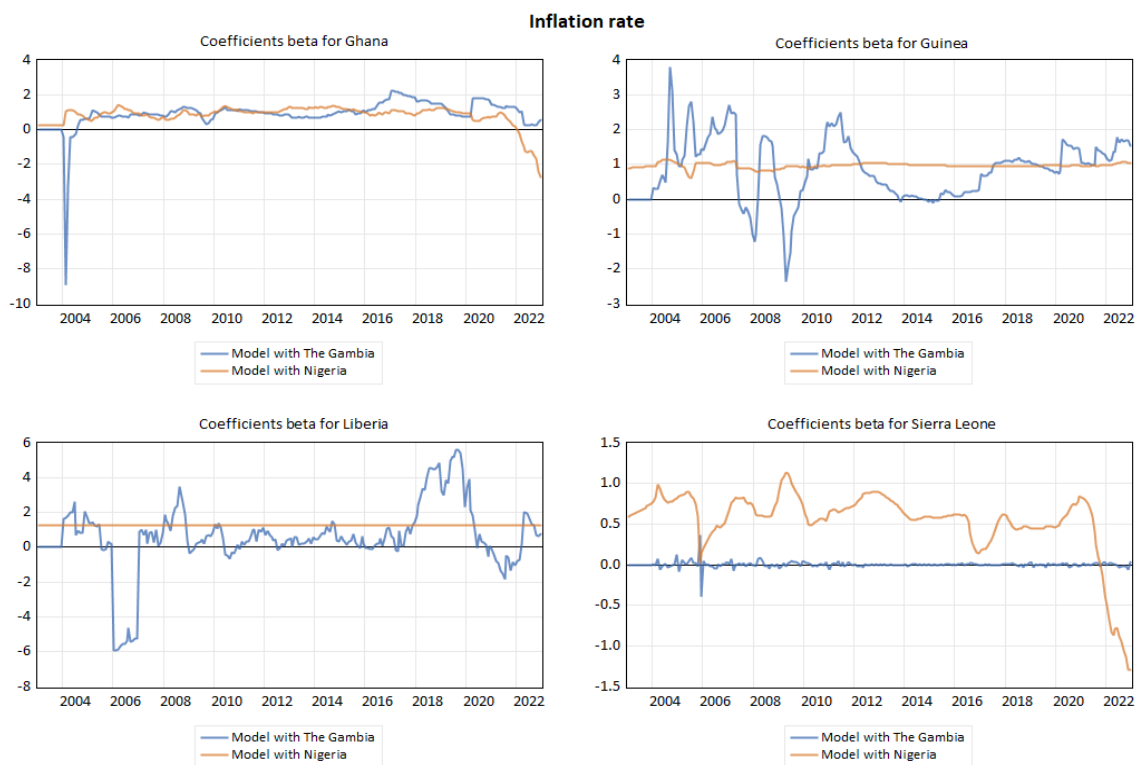 Inflation rate
Coefficients beta for Ghana
4
2
0
-2
-4
-6
-8
-10
2004 2006 2008 2010 2012 2014 2016 2018 2020 2022
Model with The Gambia
Model with Nigeria
Coefficients beta for Guinea
4
3
2
1
0
-1
-2
-3
2004 2006 2008 2010 2012 2014 2016 2018 2020 2022
Model with The Gambia
Model with Nigeria
Coefficients beta for Liberia
6
4
2
0
-2
-4
-6
-8
2004 2006 2008 2010 2012 2014 2016 2018 2020 2022
Model with The Gambia
Model with Nigeria
Coefficients beta for Sierra Leone
1.5
1.0
0.5
0.0
-0.5
-1.0
-1.5
2004 2006 2008 2010 2012 2014 2016 2018 2020 2022
Model with The Gambia
Model with Nigeria